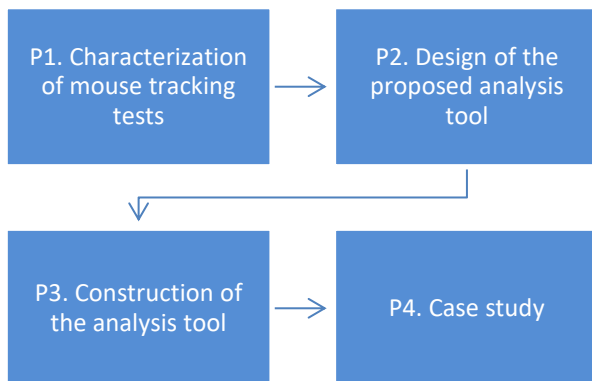 P1. Characterization
of mouse tracking
tests
P2. Design of the
proposed analysis
tool
P3. Construction of
the analysis tool
P4. Case study